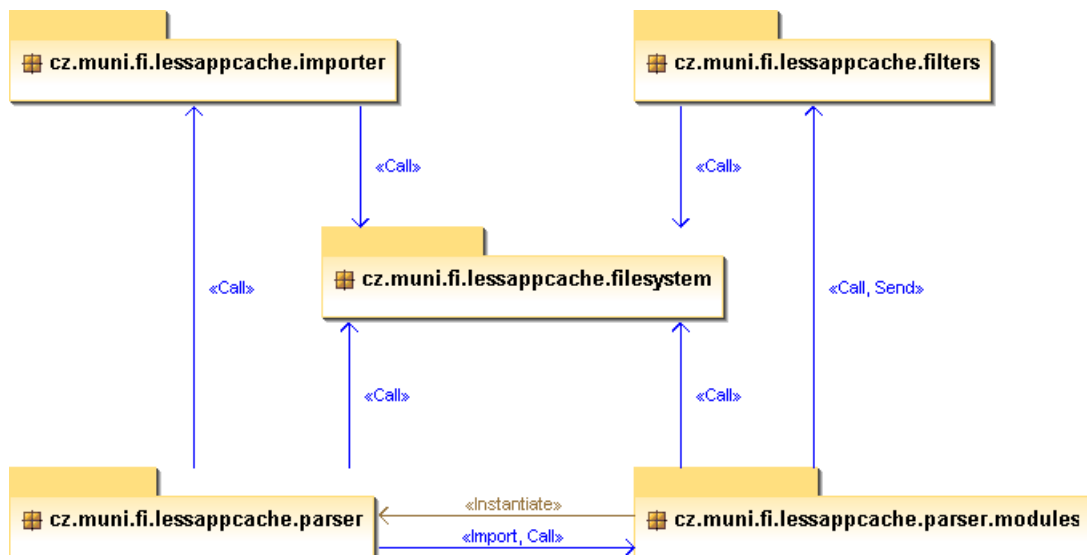 cz.muni.fi.lessappcache.importer
cz.muni.fi.lessappcache.filters
«Call»
«Call»
cz.muni.fi.lessappcache.filesystem
«Call»
«Call, Send»
«Call»
«Call»
cz.muni.fi.lessappcache.parser
«Instantiate»
«Import, Call»
cz.muni.fi.lessappcache.parser.modules